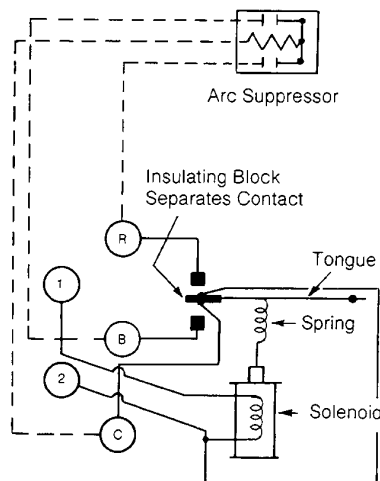 Arc Suppressor
Insulating Block
Separates Contact
R
Tongue
1
B
Spring
2
Solenoid
C